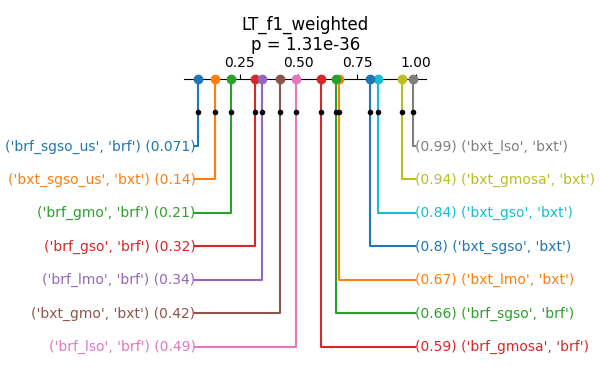 LT_f1_weighted
p = 1.31e-36
0.25 0.50 0.75 1.00
('brf_sgso_us', 'brf') (0.071) (0.99) ('bxt_lso', 'bxt')
('bxt_sgso_us', 'bxt') (0.14) (0.94) ('bxt_gmosa', 'bxt')
('brf_gmo', 'brf') (0.21) (0.84) ('bxt_gso', 'bxt')
('brf_gso', 'brf') (0.32) (0.8) ('bxt_sgso', 'bxt')
('brf_lmo', 'brf') (0.34) (0.67) ('bxt_lmo', 'bxt')
('bxt_gmo', 'bxt') (0.42) (0.66) ('brf_sgso', 'brf')
('brf_lso', 'brf') (0.49) (0.59) ('brf_gmosa', 'brf')